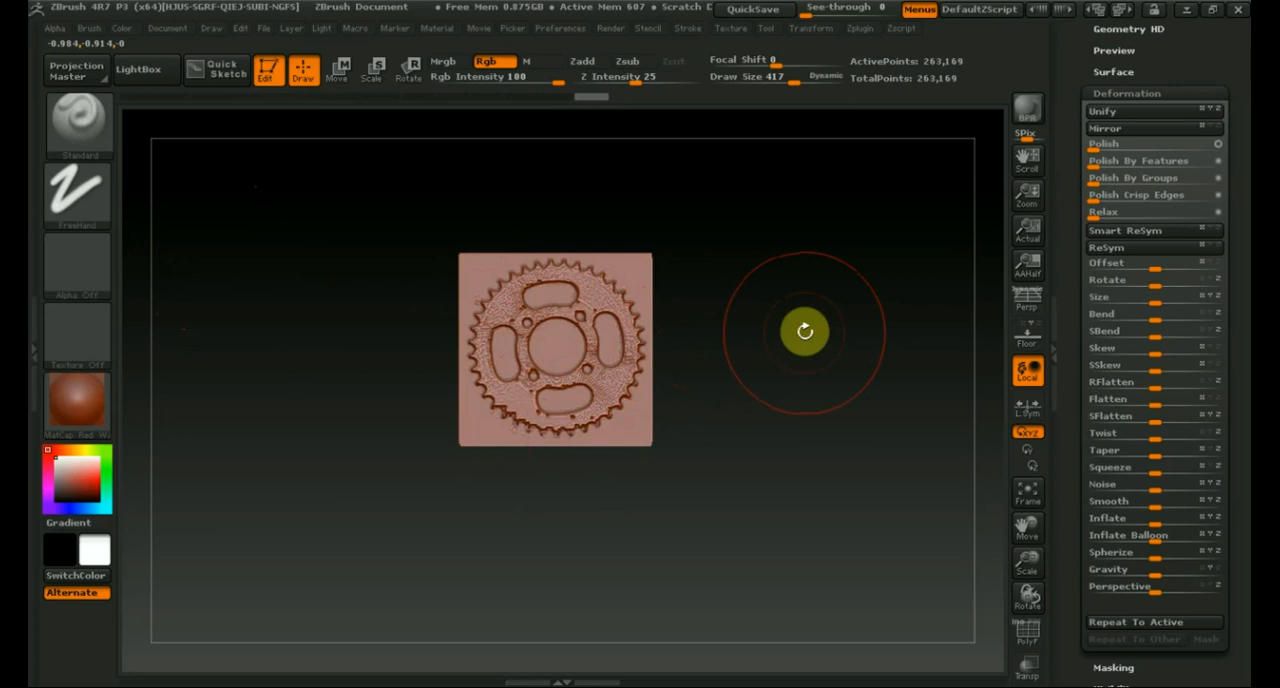 ZBrush 4R7 P3 (x64)[HJUS-SGRF-QIEJ-SUBI-NGFS] ZBrush Document • Free Mem 0.875GB • Active Mem 607 • Scratch D QuickSave See-through 0 Menus DefaultZScript
Alpha Brush Color Document Draw Edit File Layer Light Macro Marker Material Movie Picker Preferences Render Stencil Stroke Texture Tool Transform Zplugin Zscript
-0.984,-0.914,-0
Projection Master
LightBox
Quick Sketch
Edit Draw Move Scale Rotate
Mrgb Rgb M Zadd Zsub
Rgb Intensity 100 Z Intensity 25
Focal Shift 0
Draw Size 417 Dynamic
ActivePoints: 263,169
TotalPoints: 263,169
Standard
FreeHand
Alpha Off
Texture Off
MatCap Red Wa
Gradient
SwitchColor
Alternate
BPR
SPix
Scroll
Zoom
Actual
AAHalf
Dynamic
Persp
Floor
Local
L.Sym
XYZ
Frame
Move
Scale
Rotate
PolyF
Transp
Geometry HD
Preview
Surface
Deformation
Unify X Y Z
Mirror
Polish
Polish By Features
Polish By Groups
Polish Crisp Edges
Relax
Smart ReSym
ReSym
Offset
Rotate
Size
Bend
SBend
Skew
SSkew
RFlatten
Flatten
SFlatten
Twist
Taper
Squeeze
Noise
Smooth
Inflate
Inflate Balloon
Spherize
Gravity
Perspective
Repeat To Active
Repeat To Other Mask
Masking